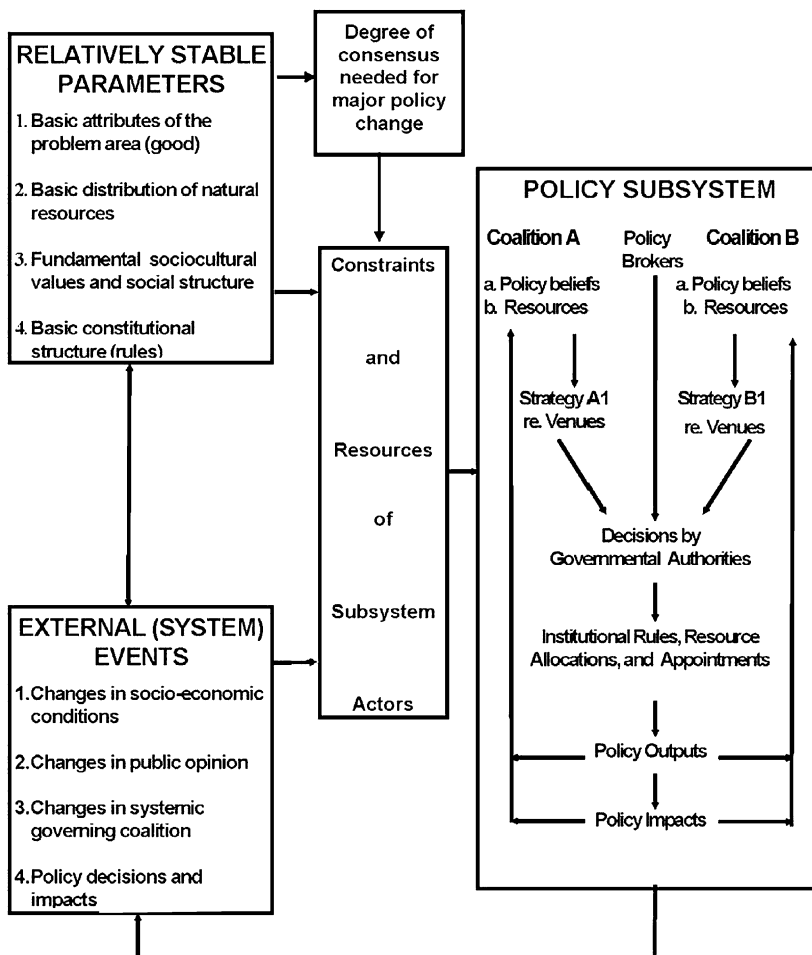 RELATIVELY STABLE
PARAMETERS
1. Basic attributes of the
problem area (good)
2. Basic distribution of natural
resources
3. Fundamental sociocultural
values and social structure
4. Basic constitutional
structure (rules)
Degree of
consensus
needed for
major policy
change
EXTERNAL (SYSTEM)
EVENTS
1. Changes in socio-economic
conditions
2. Changes in public opinion
3. Changes in systemic
governing coalition
4. Policy decisions and
impacts
Constraints
and
Resources
of
Subsystem
Actors
POLICY SUBSYSTEM
Coalition A
a. Policy beliefs
b. Resources
Strategy A1
re. Venues
Policy
Brokers
Coalition B
a. Policy beliefs
b. Resources
Strategy B1
re. Venues
Decisions by
Governmental Authorities
Institutional Rules, Resource
Allocations, and Appointments
Policy Outputs
Policy Impacts